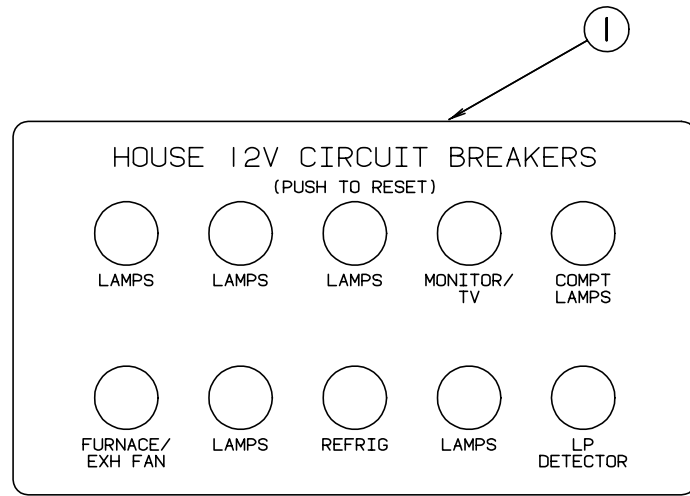 1
HOUSE 12V CIRCUIT BREAKERS
(PUSH TO RESET)
LAMPS LAMPS LAMPS MONITOR/ COMPT
TV LAMPS
FURNACE/ LAMPS REFRIG LAMPS LP
EXH FAN DETECTOR